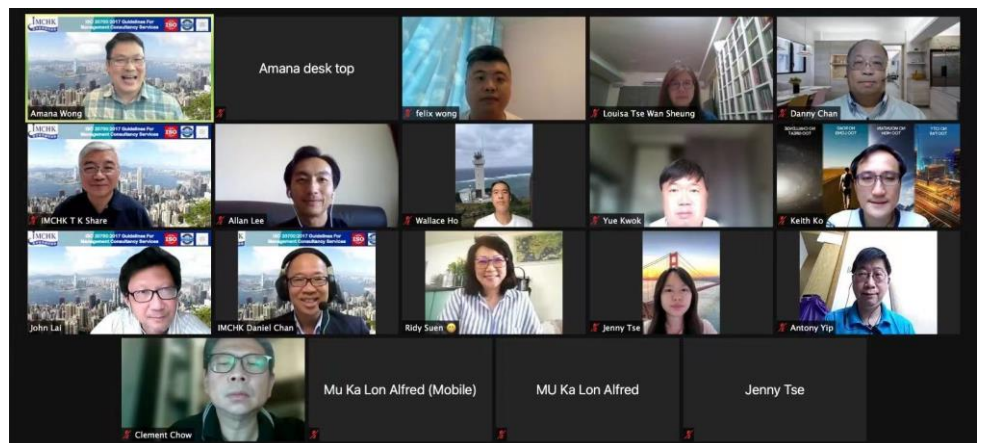 IMCHK
ISO 20700:2017 Guidelines For
Management Consultancy Services
ISO
Amana Wong
Amana desk top
felix wong
Louisa Tse Wan Sheung
Danny Chan
IMCHK
ISO 20700:2017 Guidelines For
Management Consultancy Services
ISO
IMCHK T K Share
Allan Lee
Wallace Ho
Yue Kwok
Keith Ko
IMCHK
ISO 20700:2017 Guidelines For
Management Consultancy Services
ISO
John Lai
ISO 20700:2017 Guidelines For
Management Consultancy Services
ISO
IMCHK Daniel Chan
Ridy Suen
Jenny Tse
Antony Yip
Clement Chow
Mu Ka Lon Alfred (Mobile)
MU Ka Lon Alfred
Jenny Tse